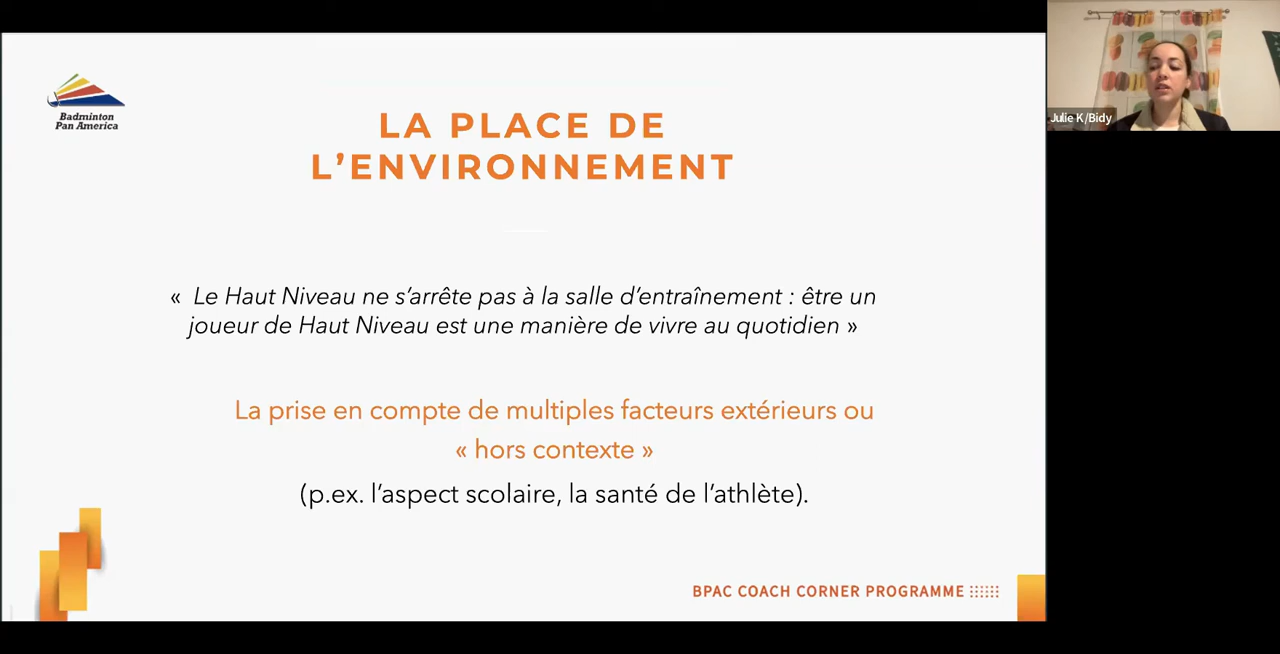 Badminton
Pan America
LA PLACE DE
L’ENVIRONNEMENT
« Le Haut Niveau ne s’arrête pas à la salle d’entraînement : être un
joueur de Haut Niveau est une manière de vivre au quotidien »
La prise en compte de multiples facteurs extérieurs ou
« hors contexte »
(p.ex. l’aspect scolaire, la santé de l’athlète).
BPAC COACH CORNER PROGRAMME
Julie K/Bidy